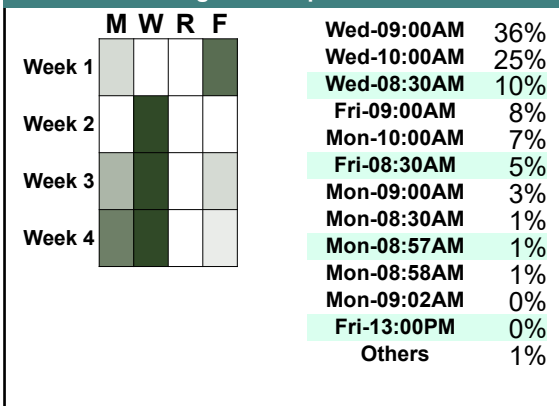 M W R F
Week 1
Week 2
Week 3
Week 4
Wed-09:00AM 36%
Wed-10:00AM 25%
Wed-08:30AM 10%
Fri-09:00AM 8%
Mon-10:00AM 7%
Fri-08:30AM 5%
Mon-09:00AM 3%
Mon-08:30AM 1%
Mon-08:57AM 1%
Mon-08:58AM 1%
Mon-09:02AM 0%
Fri-13:00PM 0%
Others 1%